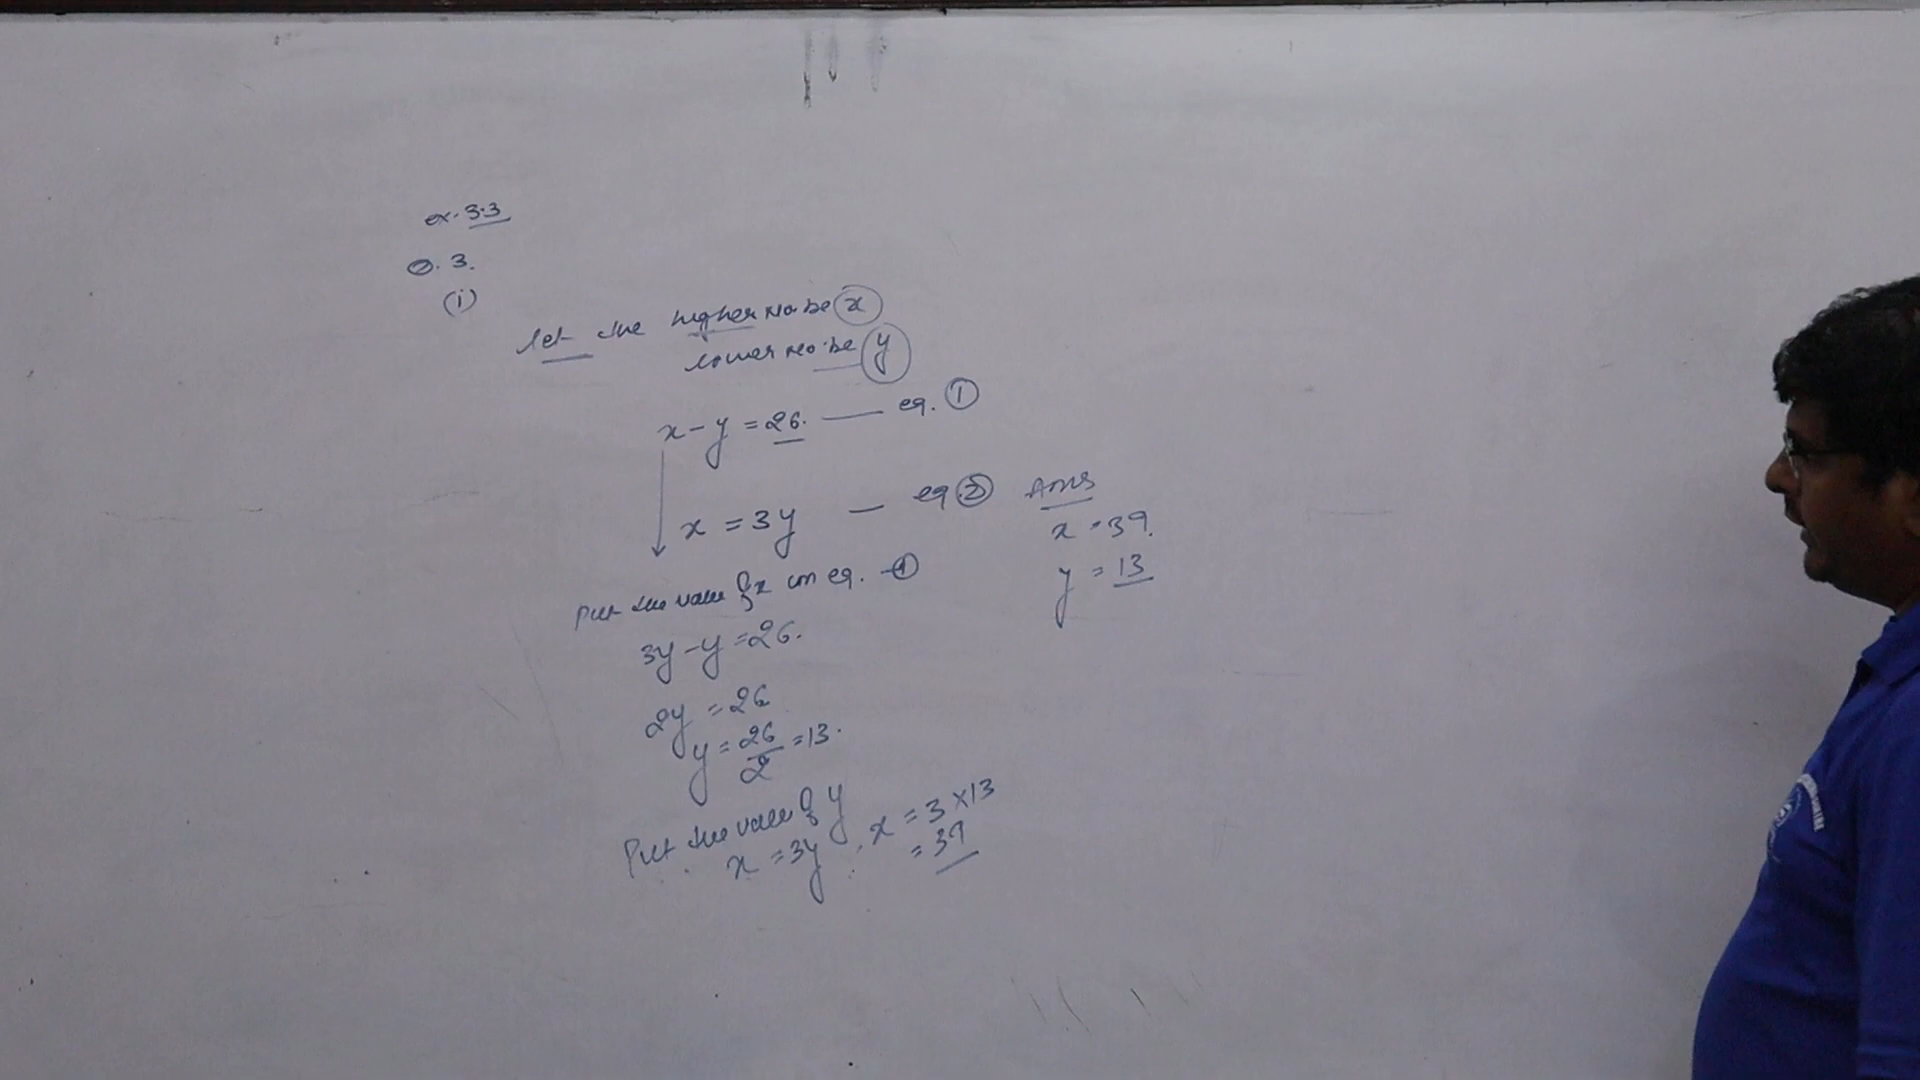 ex. 3.3
Q. 3.
(i)
let the higher No be x
lower No. be y
x - y = 26. — eq. 1
x = 3y — eq 2
Put the value of x in eq. - 1
3y - y = 26.
2y = 26
y = 26/2 = 13.
Put the value of y
x = 3y, x = 3 × 13
= 39
Ans
x = 39.
y = 13